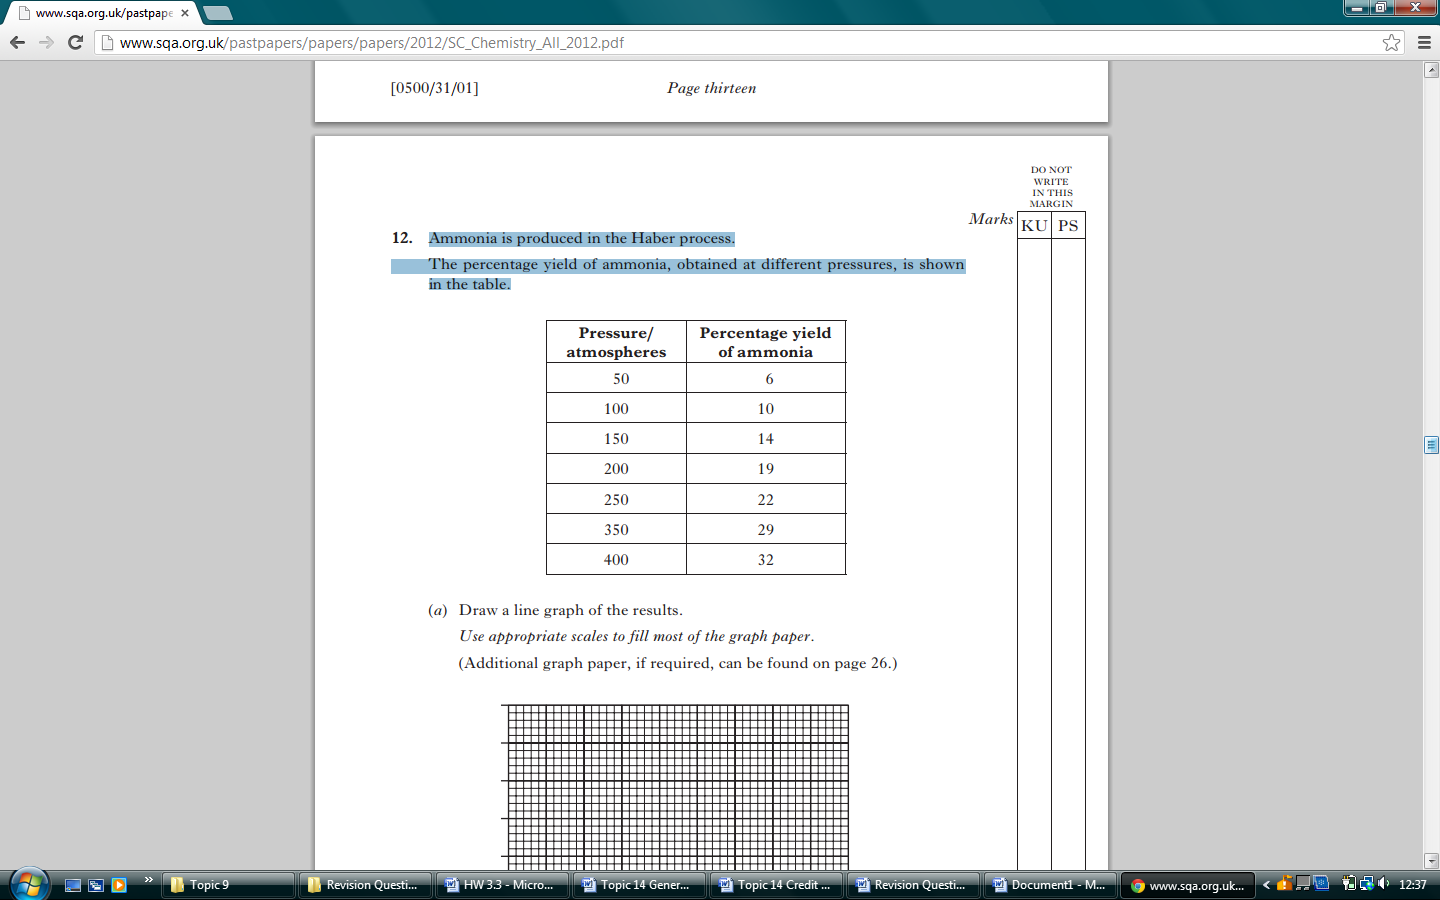 www.sqa.org.uk/pastpape
www.sqa.org.uk/pastpapers/papers/papers/2012/SC_Chemistry_All_2012.pdf
[0500/31/01]
Page thirteen
DO NOT
WRITE
IN THIS
MARGIN
Marks KU PS
12. Ammonia is produced in the Haber process.
The percentage yield of ammonia, obtained at different pressures, is shown
in the table.
Pressure/ Percentage yield
atmospheres of ammonia
50 6
100 10
150 14
200 19
250 22
350 29
400 32
(a) Draw a line graph of the results.
Use appropriate scales to fill most of the graph paper.
(Additional graph paper, if required, can be found on page 26.)
Topic 9 Revision Questi... HW 3.3 - Micro... Topic 14 Gener... Topic 14 Credit ... Revision Questi... Document1 - M... www.sqa.org.uk... 12:37